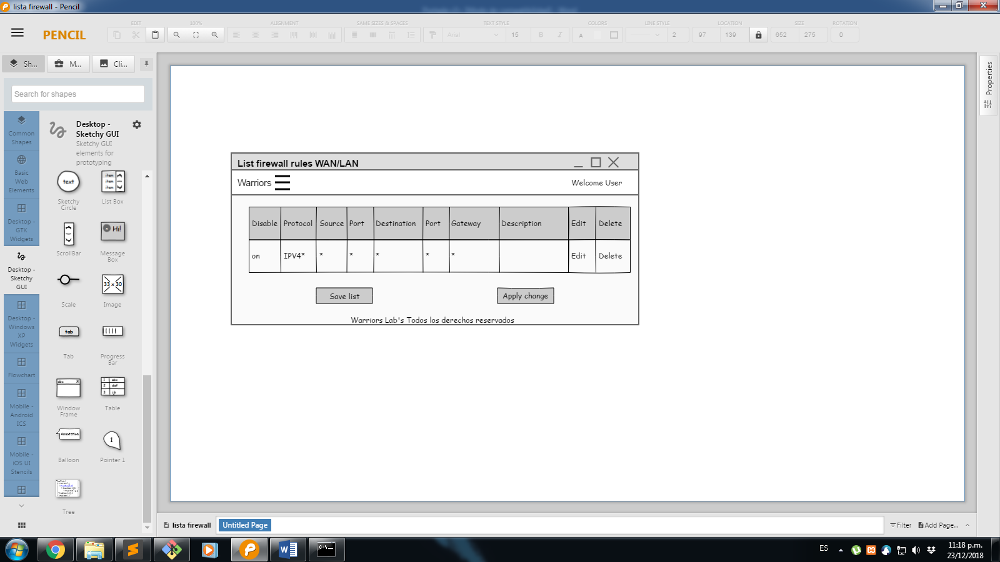 lista firewall - Pencil
PENCIL
EDIT
100%
ALIGNMENT
SAME SIZES & SPACES
TEXT STYLE
Arial
15
B
I
COLORS
A
LINE STYLE
2
LOCATION
97
139
SIZE
652
275
ROTATION
0
Sh...
M...
Cli...
Search for shapes
Common
Shapes
Basic
Web
Elements
Desktop -
GTK
Widgets
Desktop -
Sketchy
GUI
Desktop -
Windows
XP
Widgets
Flowchart
Mobile -
Android
ICS
Mobile -
iOS UI
Stencils
Desktop -
Sketchy GUI
Sketchy GUI
elements for
prototyping
text
Sketchy
Circle
item
item
item
List Box
ScrollBar
Hi!
Message
Box
Scale
33 x 30
Image
tab
Tab
Progress
Bar
abc
Window
Frame
1 abc
2 def
3 ijk
Table
Annotation
Balloon
1
Pointer 1
Tree
List firewall rules WAN/LAN
Warriors
Welcome User
Disable Protocol Source Port Destination Port Gateway Description Edit Delete
on IPV4* * * * * * Edit Delete
Save list
Apply change
Warriors Lab's Todos los derechos reservados
Properties
lista firewall
Untitled Page
Filter
Add Page...
ES
11:18 p.m.
23/12/2018